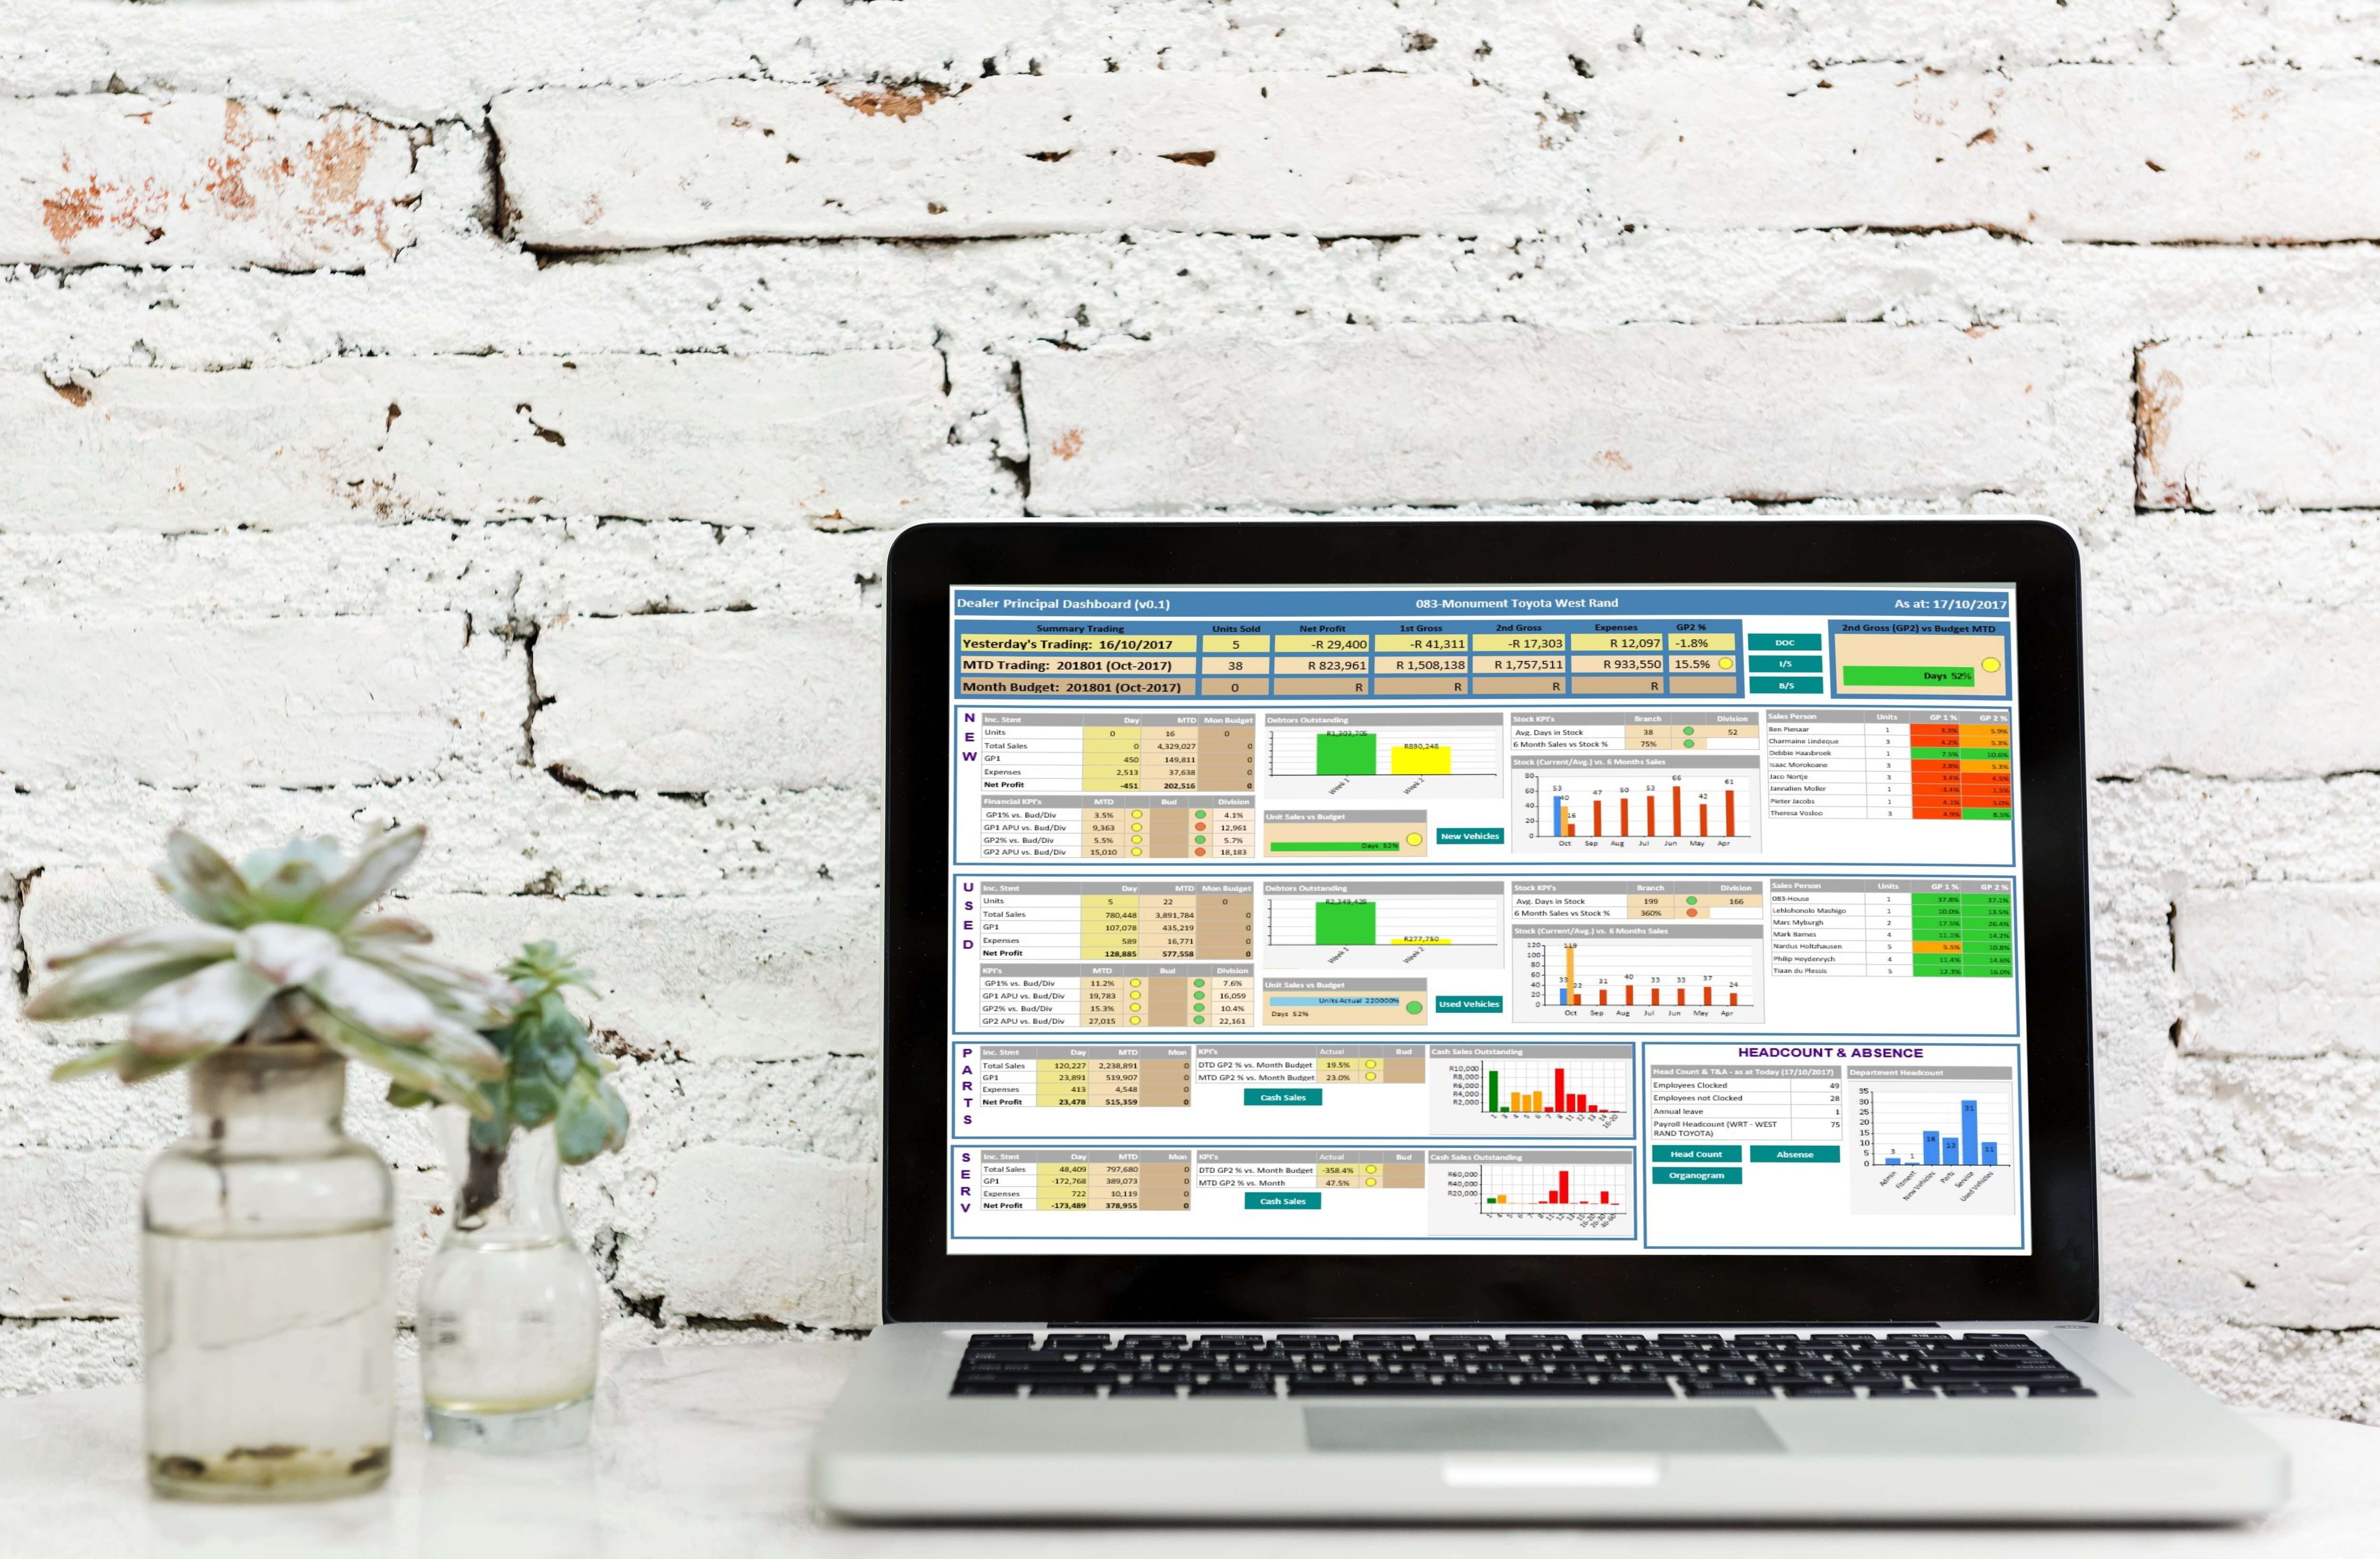 Dealer Principal Dashboard (v0.1) 083-Monument Toyota West Rand As at: 17/10/2017
Summary Trading Units Sold Net Profit 1st Gross 2nd Gross Expenses GP2 %
Yesterday's Trading: 16/10/2017 5 -R 29,400 -R 41,311 -R 17,303 R 12,097 -1.8%
MTD Trading: 201801 (Oct-2017) 38 R 823,961 R 1,508,138 R 1,757,511 R 933,550 15.5%
Month Budget: 201801 (Oct-2017) 0 R R R R
DOC
I/S
B/S
2nd Gross (GP2) vs Budget MTD
Days 52%
NEW
Inc. Stmt Day MTD Mon Budget
Units 0 16 0
Total Sales 0 4,329,027 0
GP1 450 149,811 0
Expenses 2,513 37,638 0
Net Profit -451 202,516 0
Financial KPI's MTD Bud Division
GP1% vs. Bud/Div 3.5% 4.1%
GP1 APU vs. Bud/Div 9,363 12,961
GP2% vs. Bud/Div 5.5% 5.7%
GP2 APU vs. Bud/Div 15,010 18,183
Debtors Outstanding
R1,303,705
R890,248
Week 1 Week 2
Unit Sales vs Budget
Days 52%
New Vehicles
Stock KPI's Branch Division
Avg. Days in Stock 38 52
6 Month Sales vs Stock % 75%
Stock (Current/Avg.) vs. 6 Months Sales
80
60
40
20
0
53 40 16 47 50 53 66 42 61
Oct Sep Aug Jul Jun May Apr
Sales Person Units GP 1 % GP 2 %
Ben Pienaar 1 3.3% 5.9%
Charmaine Lindeque 3 4.2% 5.3%
Debbie Haasbroek 1 7.5% 10.6%
Isaac Morokoane 3 2.8% 5.3%
Jaco Nortje 3 3.4% 4.5%
Jannalien Moller 1 -3.4% 1.5%
Pieter Jacobs 1 4.1% 5.0%
Theresa Vosloo 3 4.9% 8.5%
USED
Inc. Stmt Day MTD Mon Budget
Units 5 22 0
Total Sales 780,448 3,891,784 0
GP1 107,078 435,219 0
Expenses 589 16,771 0
Net Profit 128,885 577,558 0
KPI's MTD Bud Division
GP1% vs. Bud/Div 11.2% 7.6%
GP1 APU vs. Bud/Div 19,783 16,059
GP2% vs. Bud/Div 15.3% 10.4%
GP2 APU vs. Bud/Div 27,015 22,161
Debtors Outstanding
R2,349,428
R277,750
Week 1 Week 2
Unit Sales vs Budget
Units Actual 220000%
Days 52%
Used Vehicles
Stock KPI's Branch Division
Avg. Days in Stock 199 166
6 Month Sales vs Stock % 360%
Stock (Current/Avg.) vs. 6 Months Sales
120
100
80
60
40
20
0
33 119 22 31 40 33 33 37 24
Oct Sep Aug Jul Jun May Apr
Sales Person Units GP 1 % GP 2 %
083-House 1 37.8% 37.1%
Lehlohonolo Mashigo 1 10.0% 13.5%
Marc Myburgh 2 17.5% 26.4%
Mark Barnes 4 11.1% 14.2%
Nardus Holtzhausen 5 5.5% 10.8%
Philip Heydenrych 4 11.4% 14.6%
Tiaan du Plessis 5 12.3% 16.0%
PARTS
Inc. Stmt Day MTD Mon
Total Sales 120,227 2,238,891 0
GP1 23,891 519,907 0
Expenses 413 4,548 0
Net Profit 23,478 515,359 0
KPI's Actual Bud
DTD GP2 % vs. Month Budget 19.5%
MTD GP2 % vs. Month Budget 23.0%
Cash Sales
Cash Sales Outstanding
R10,000
R8,000
R6,000
R4,000
R2,000
SERV
Inc. Stmt Day MTD Mon
Total Sales 48,409 797,680 0
GP1 -172,768 389,073 0
Expenses 722 10,119 0
Net Profit -173,489 378,955 0
KPI's Actual Bud
DTD GP2 % vs. Month Budget -358.4%
MTD GP2 % vs. Month 47.5%
Cash Sales
Cash Sales Outstanding
R60,000
R40,000
R20,000
HEADCOUNT & ABSENCE
Head Count & T&A - as at Today (17/10/2017)
Employees Clocked 49
Employees not Clocked 28
Annual leave 1
Payroll Headcount (WRT - WEST RAND TOYOTA) 75
Head Count Absense
Organogram
Department Headcount
35
30
25
20
15
10
5
0
3 1 16 13 31 11
Admin Fitment New Vehicles Parts Service Used Vehicles